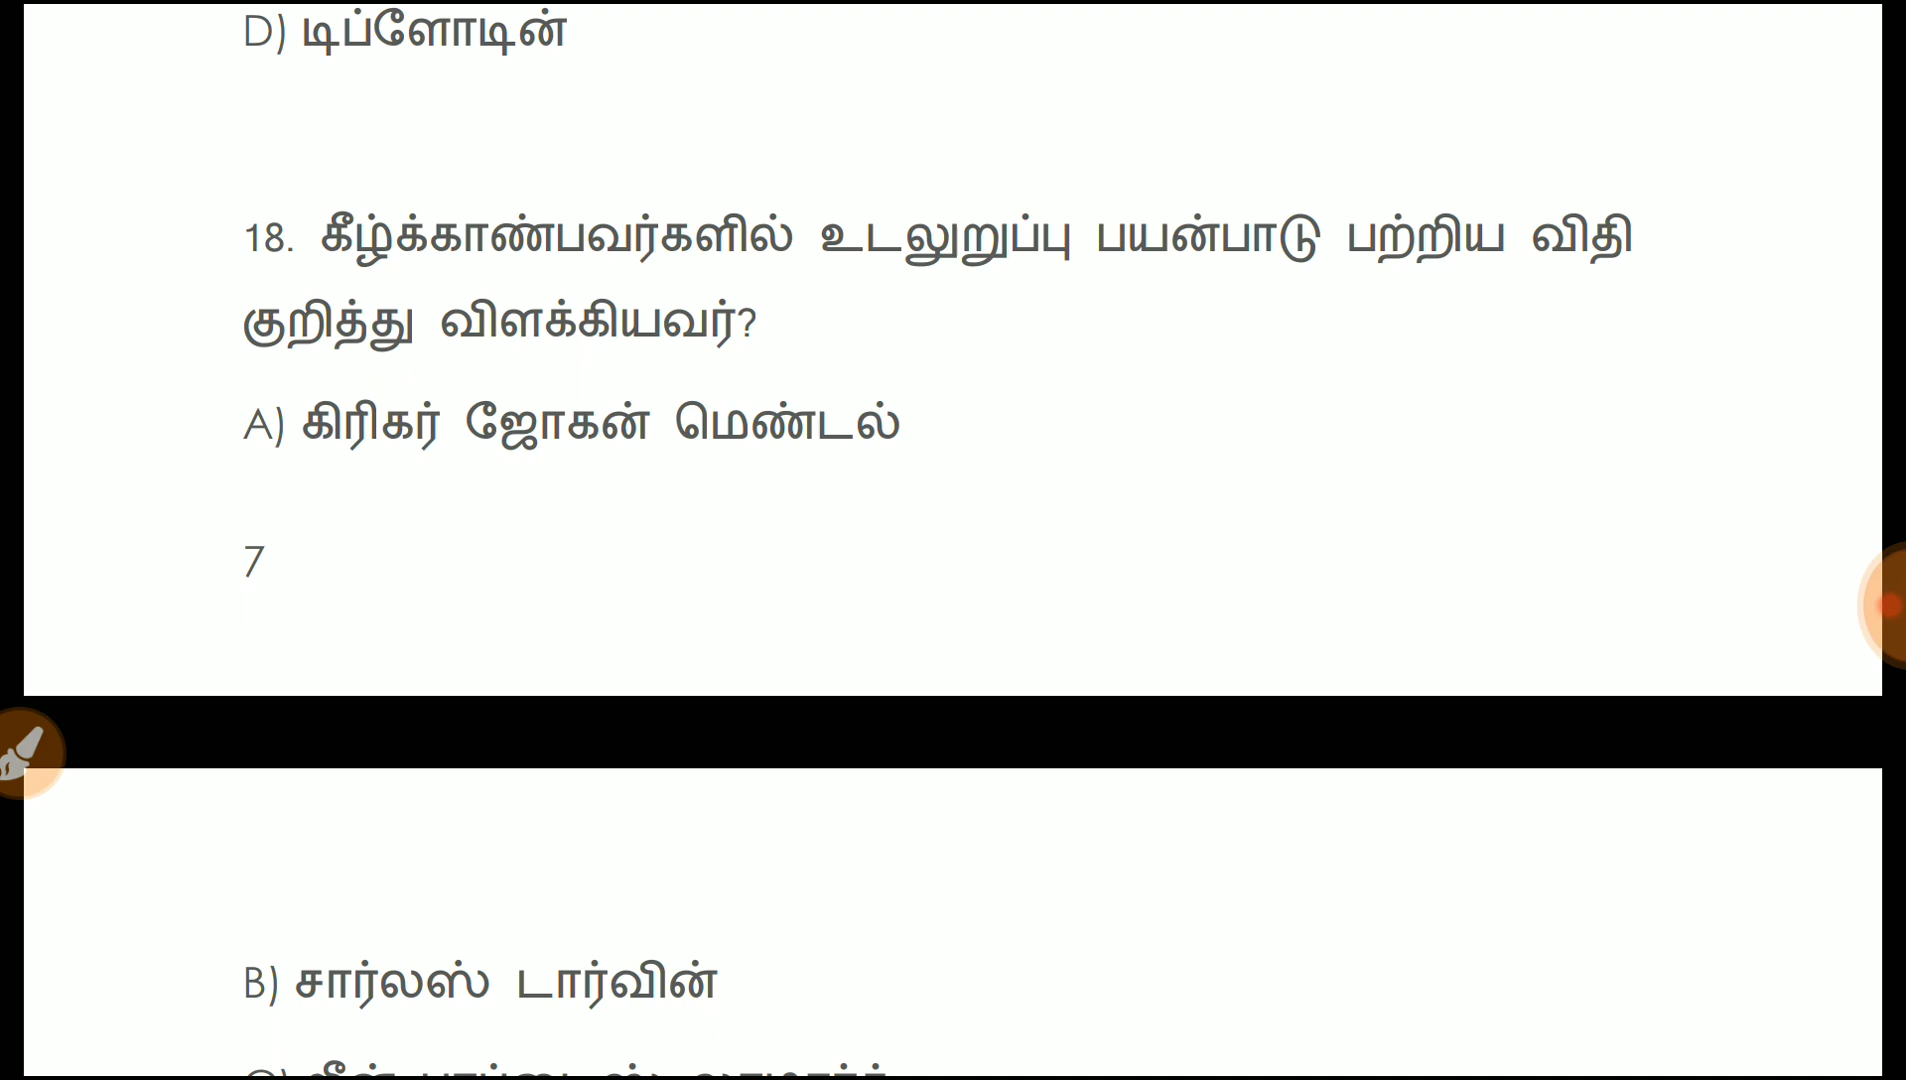 D) டிப்ளோடின்
18. கீழ்க்காண்பவர்களில் உடலுறுப்பு பயன்பாடு பற்றிய விதி
குறித்து விளக்கியவர்?
A) கிரிகர் ஜோகன் மெண்டல்
7
B) சார்லஸ் டார்வின்